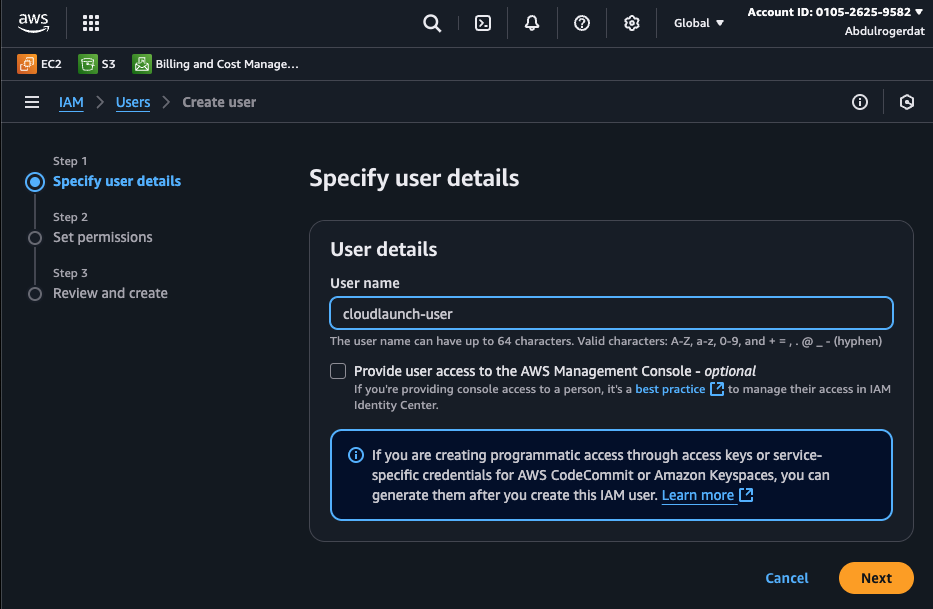 aws
Global
Account ID: 0105-2625-9582
Abdulrogerdat
EC2
S3
Billing and Cost Manage...
IAM
Users
Create user
Step 1
Specify user details
Step 2
Set permissions
Step 3
Review and create
Specify user details
User details
User name
cloudlaunch-user
The user name can have up to 64 characters. Valid characters: A-Z, a-z, 0-9, and + = , . @ _ - (hyphen)
Provide user access to the AWS Management Console - optional
If you're providing console access to a person, it's a best practice to manage their access in IAM
Identity Center.
If you are creating programmatic access through access keys or service-
specific credentials for AWS CodeCommit or Amazon Keyspaces, you can
generate them after you create this IAM user. Learn more
Cancel
Next